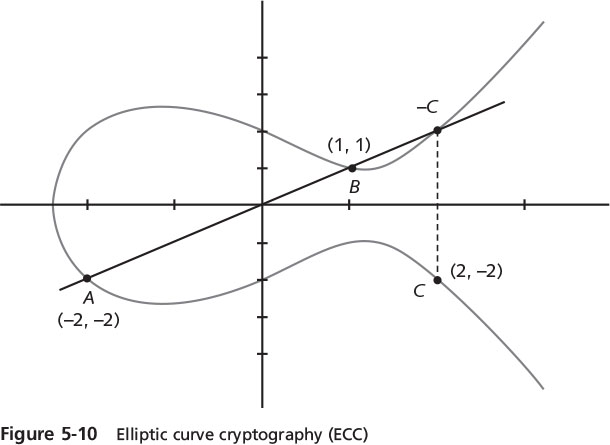 –C
(1, 1)
B
(2, –2)
C
A
(–2, –2)
Figure 5-10 Elliptic curve cryptography (ECC)